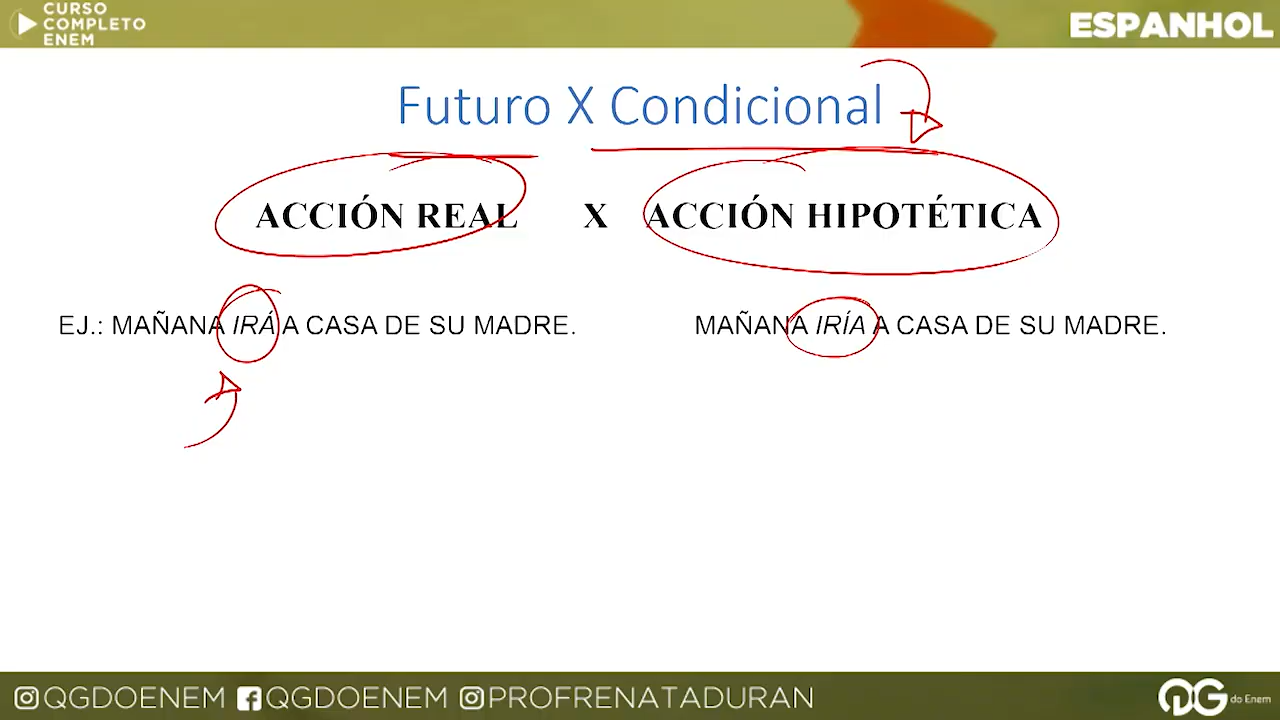 CURSO
COMPLETO
ENEM
ESPANHOL
Futuro X Condicional
ACCIÓN REAL X ACCIÓN HIPOTÉTICA
EJ.: MAÑANA IRÁ A CASA DE SU MADRE. MAÑANA IRÍA A CASA DE SU MADRE.
@QGDOENEM QGDOENEM @PROFRENATADURAN
QG do Enem